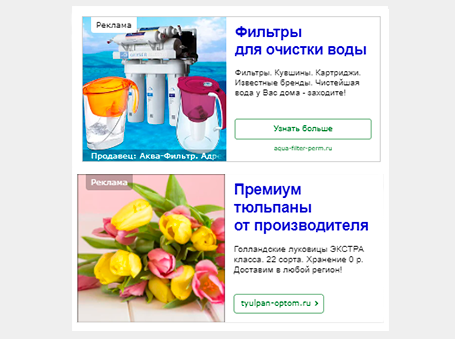 Реклама
Фильтры
для очистки воды
Фильтры. Кувшины. Картриджи.
Известные бренды. Чистейшая
вода у Вас дома - заходите!
Узнать больше
aqua-filter-perm.ru
Продавец: Аква-Фильтр. Адре
Реклама
Премиум
тюльпаны
от производителя
Голландские луковицы ЭКСТРА
класса. 22 сорта. Хранение 0 р.
Доставим в любой регион!
tyulpan-optom.ru >